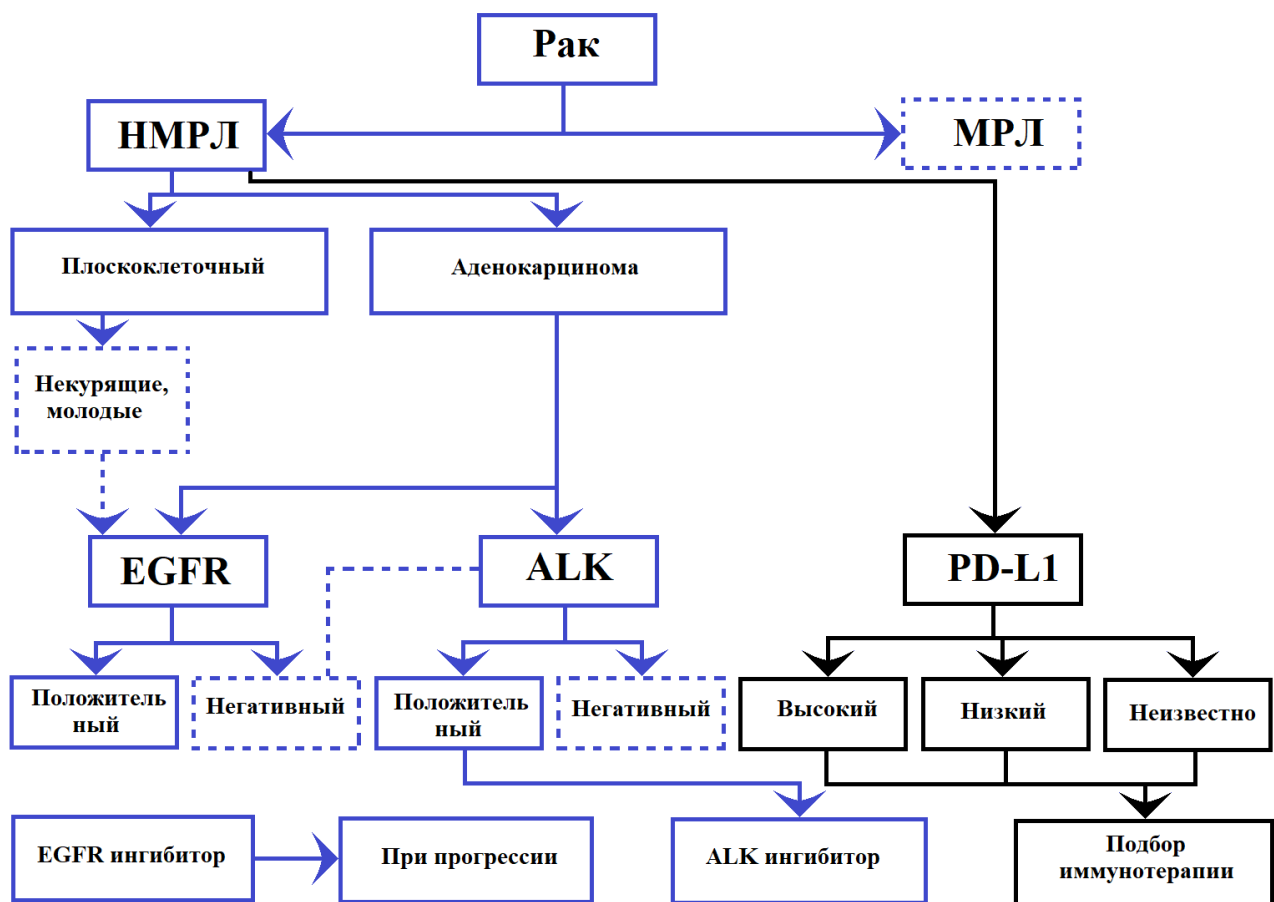 Рак
НМРЛ
МРЛ
Плоскоклеточный
Аденокарцинома
Некурящие,
молодые
EGFR
ALK
PD-L1
Положитель
ный
Негативный
Положитель
ный
Негативный
Высокий
Низкий
Неизвестно
EGFR ингибитор
При прогрессии
ALK ингибитор
Подбор
иммунотерапии